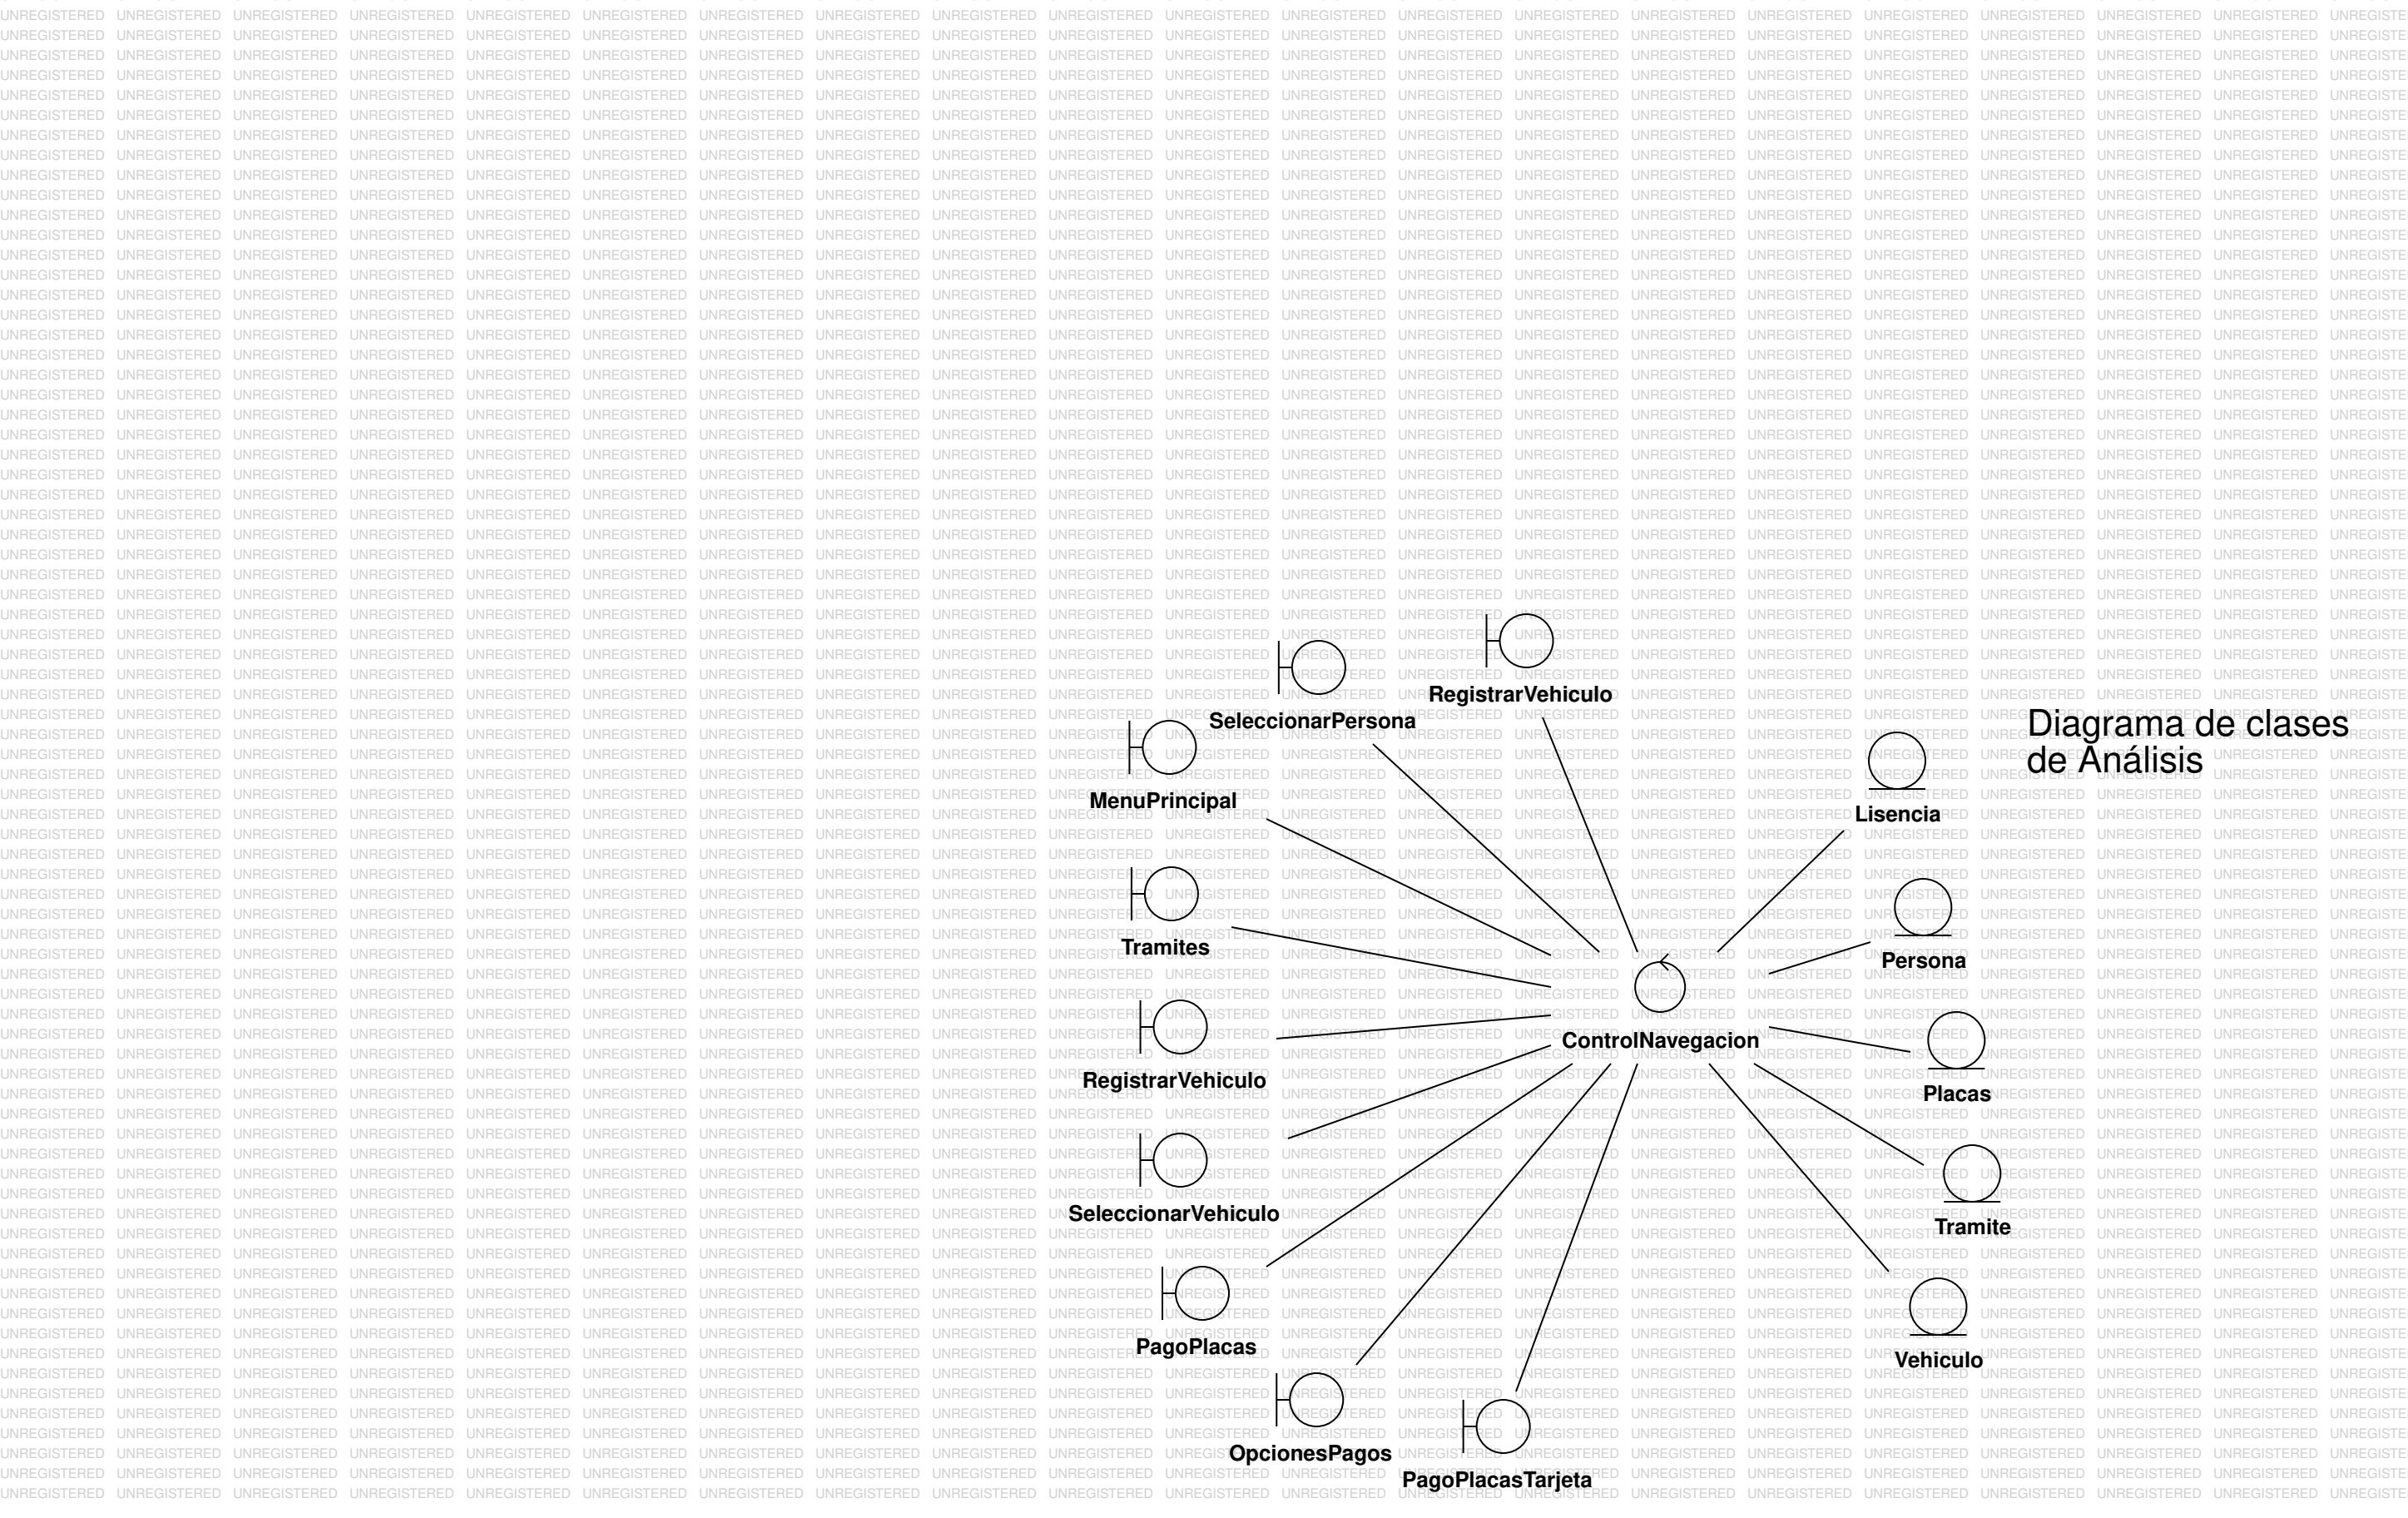 RegistrarVehiculo
SeleccionarPersona
Diagrama de clases
de Análisis
MenuPrincipal
Lisencia
Tramites
Persona
ControlNavegacion
RegistrarVehiculo
Placas
SeleccionarVehiculo
Tramite
PagoPlacas
Vehiculo
OpcionesPagos
PagoPlacasTarjeta
UNREGISTERED